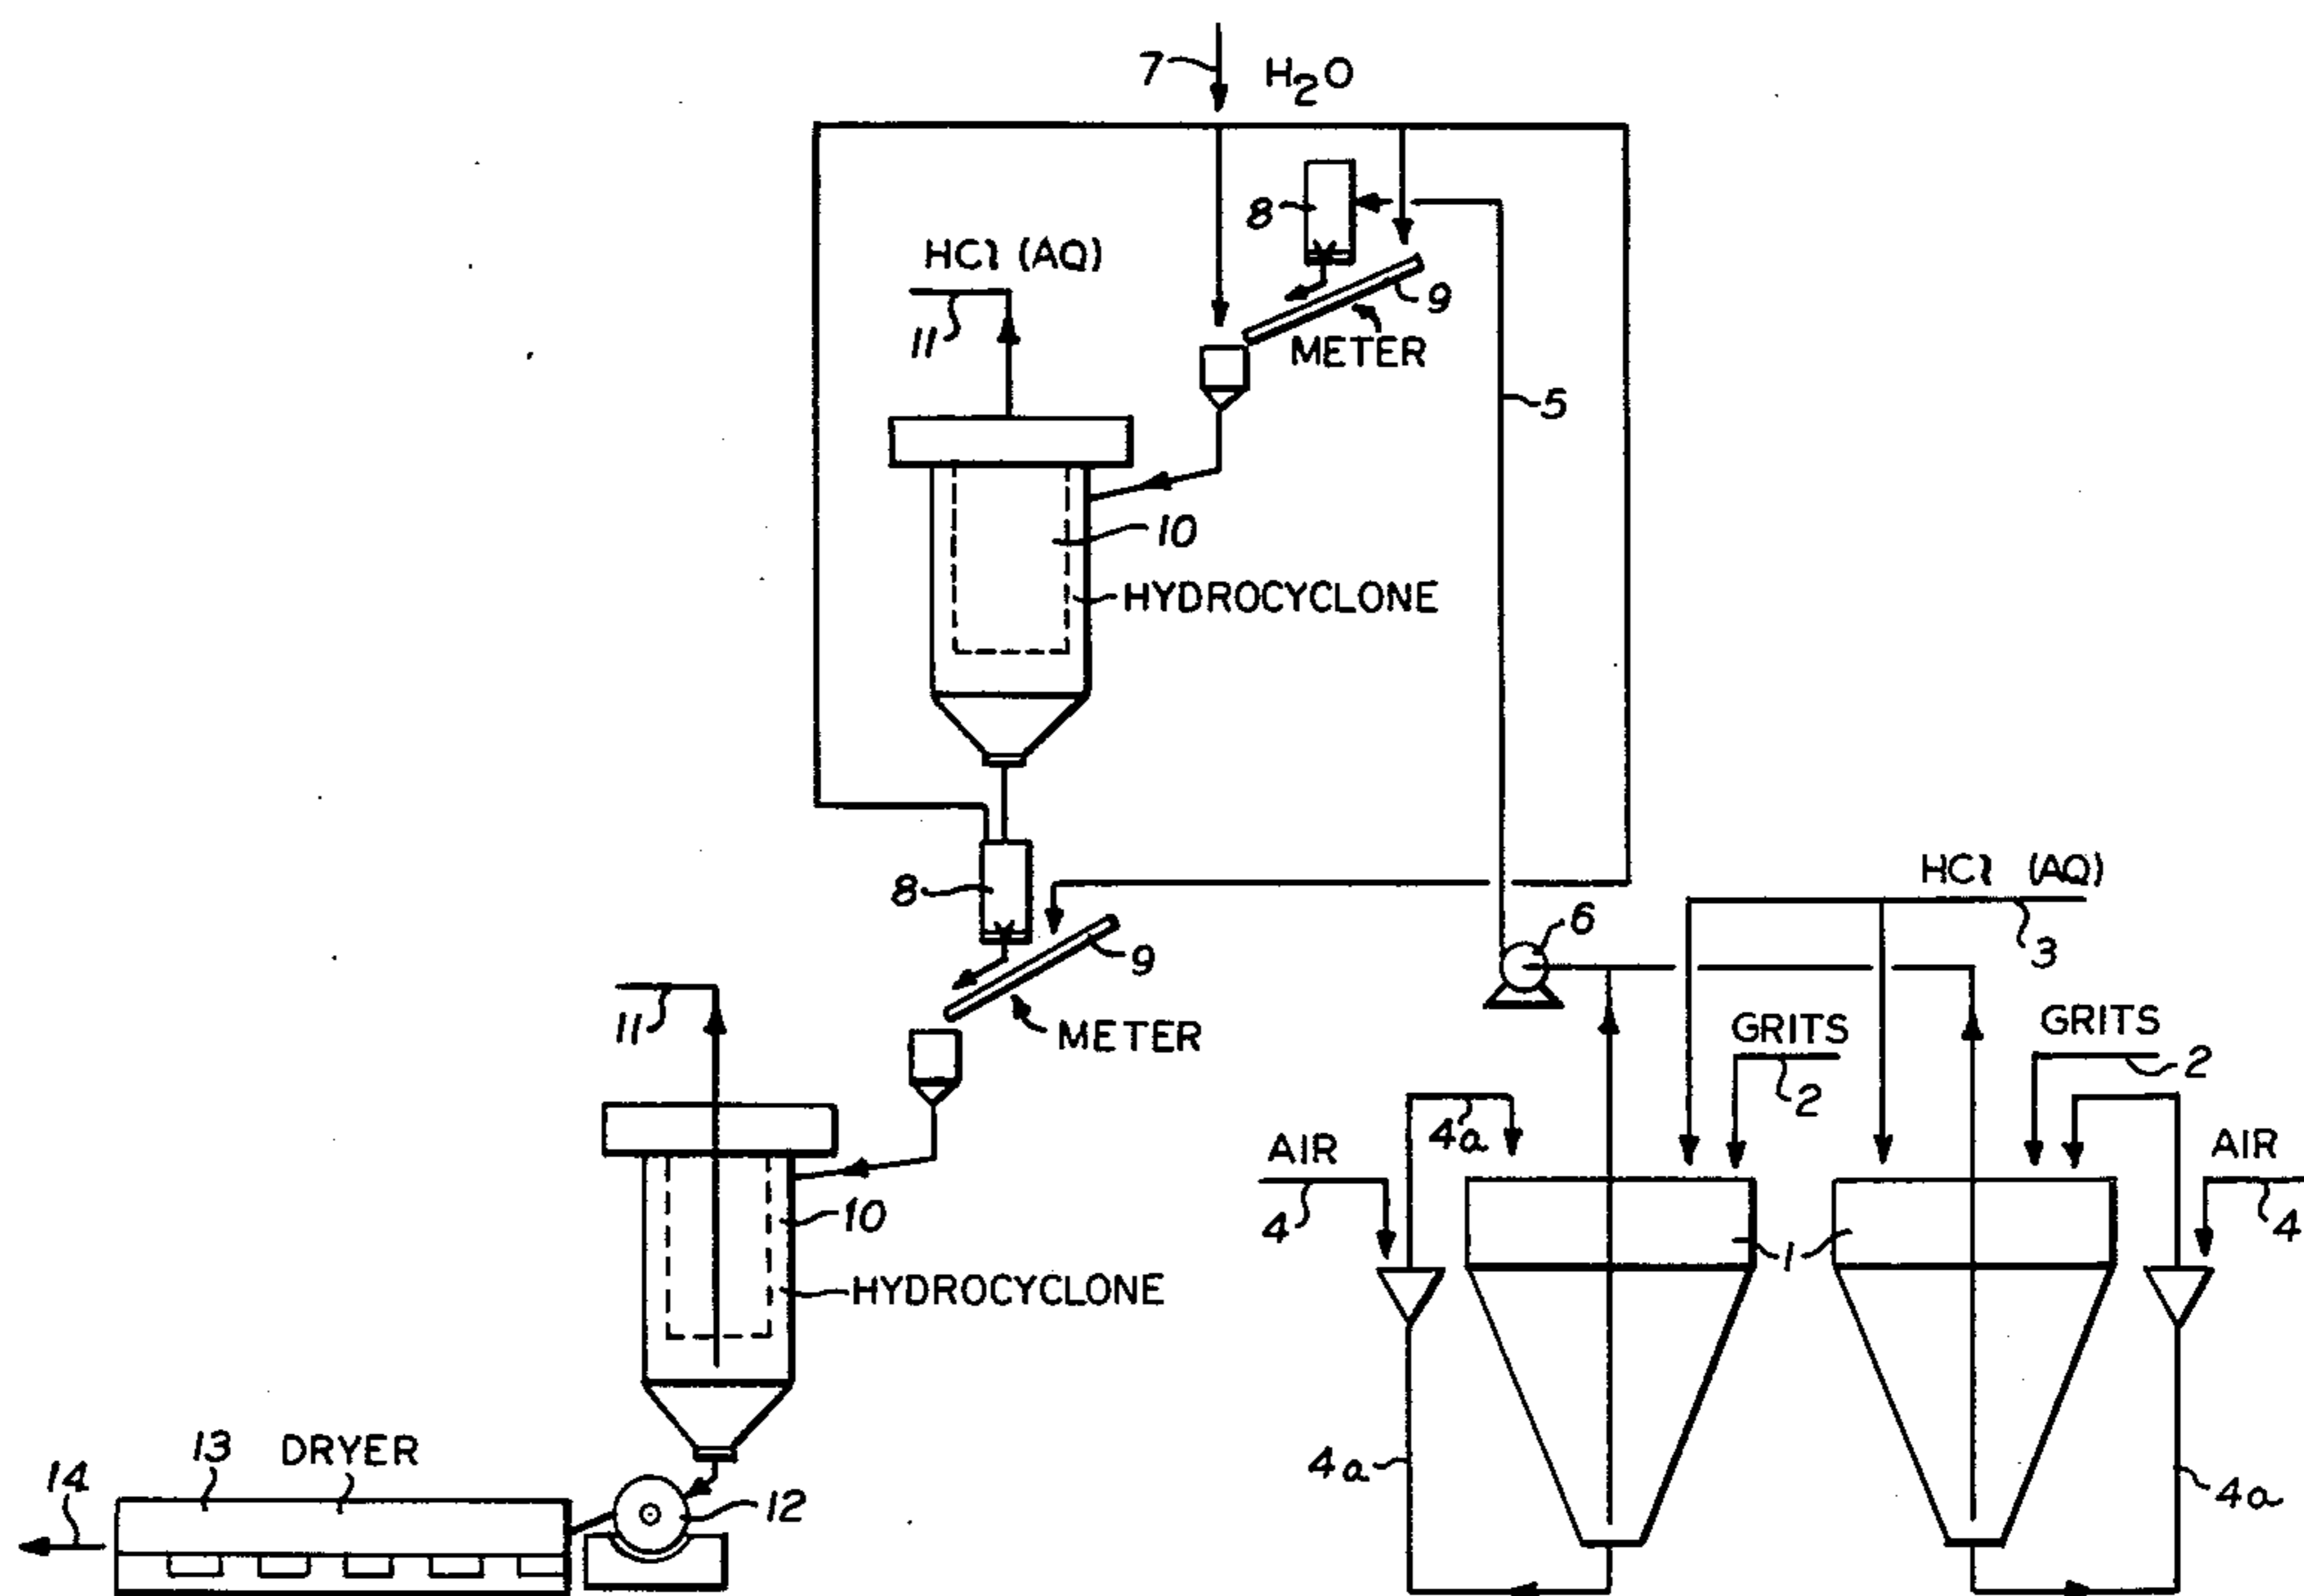 7 H2O
8
HCl (AQ)
9
11
METER
5
10
HYDROCYCLONE
HCl (AQ)
8
6
9
3
11
METER
GRITS
GRITS
2
2
4a
AIR
AIR
10
4
1
4
HYDROCYCLONE
13 DRYER
14
4a
4a
12